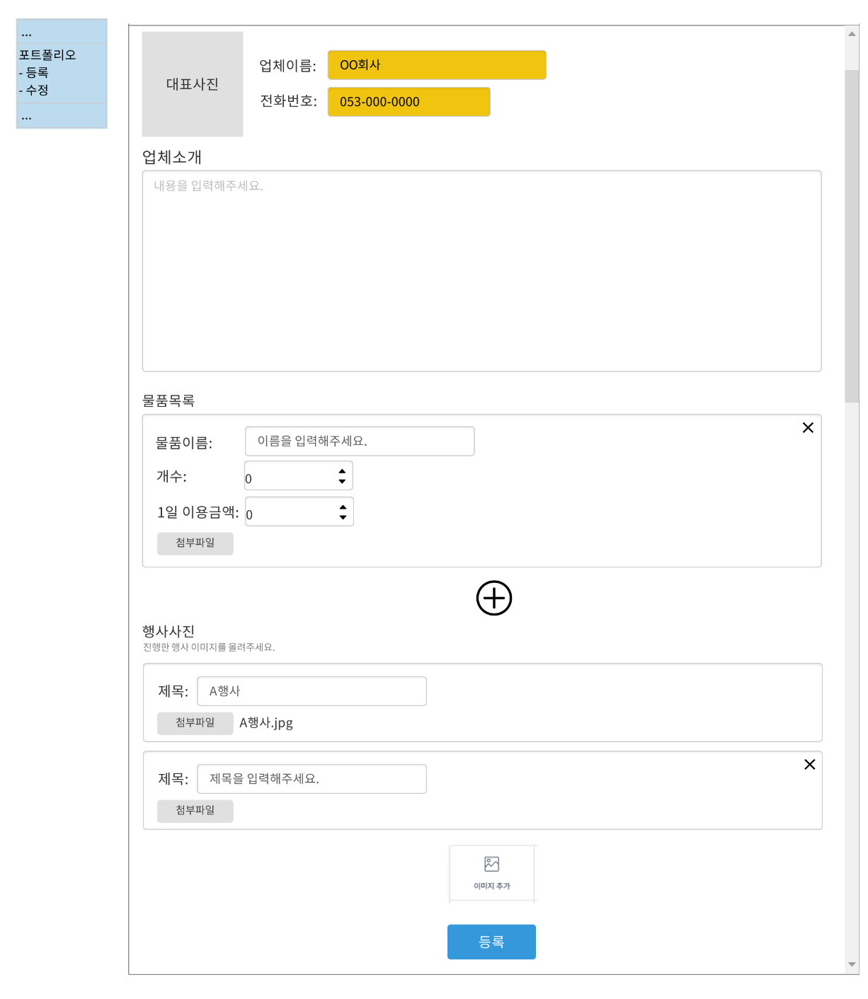 ...
포트폴리오
- 등록
- 수정
...
대표사진
업체이름: OO회사
전화번호: 053-000-0000
업체소개
내용을 입력해주세요.
물품목록
물품이름: 이름을 입력해주세요.
개수: 0
1일 이용금액: 0
첨부파일
행사사진
진행한 행사 이미지를 올려주세요.
제목: A행사
첨부파일 A행사.jpg
제목: 제목을 입력해주세요.
첨부파일
이미지 추가
등록